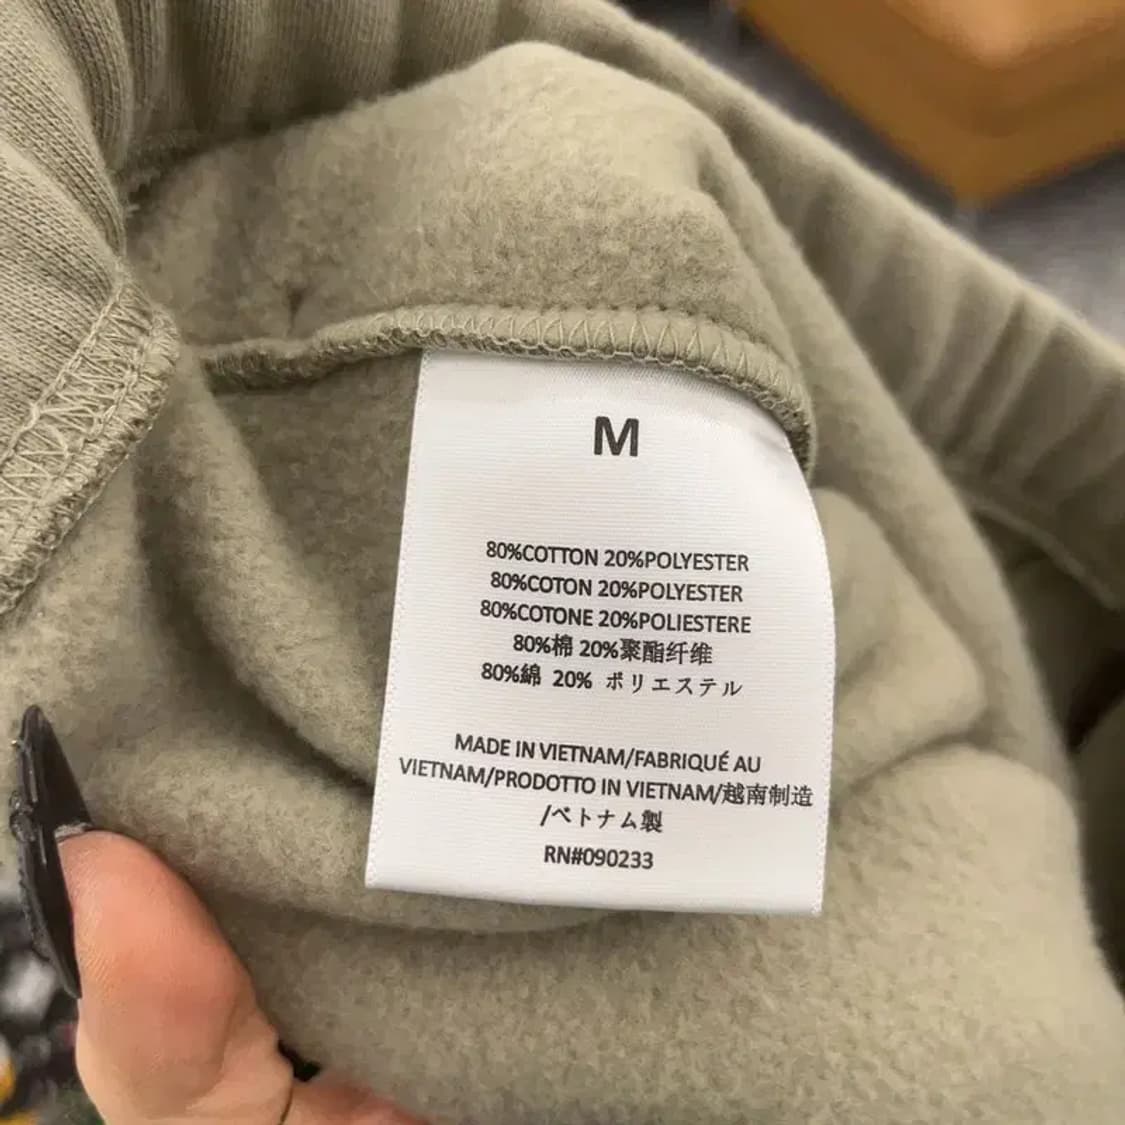 M
80%COTTON 20%POLYESTER
80%COTON 20%POLYESTER
80%COTONE 20%POLIESTERE
80%棉 20%聚酯纤维
80%綿 20% ポリエステル
MADE IN VIETNAM/FABRIQUÉ AU
VIETNAM/PRODOTTO IN VIETNAM/越南制造
/ベトナム製
RN#090233